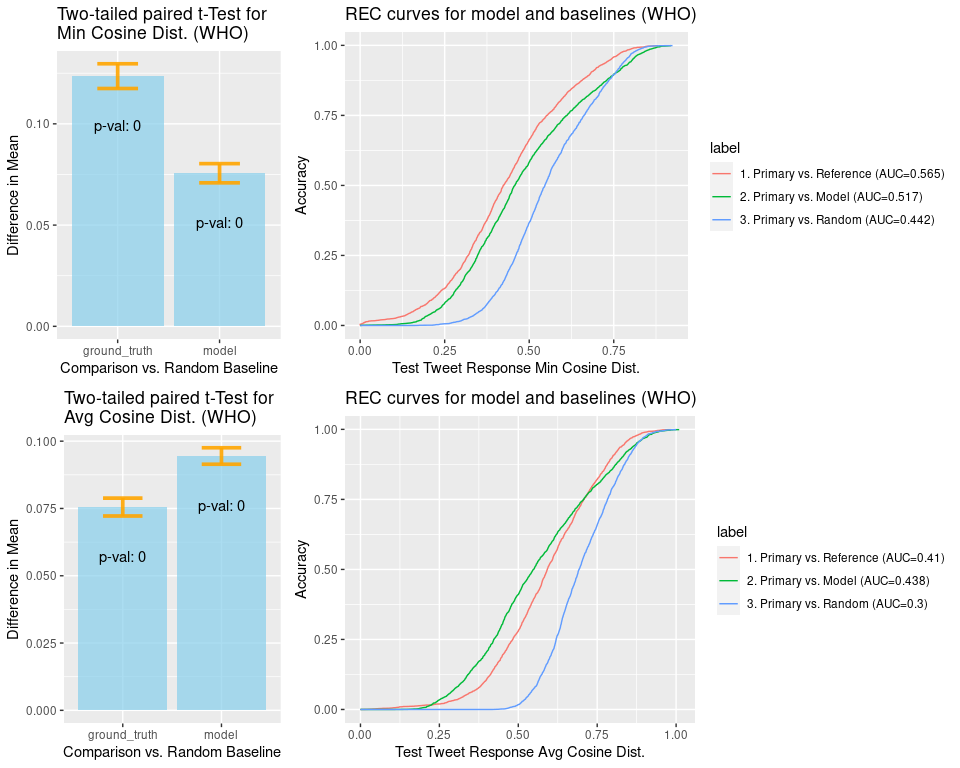 Two-tailed paired t-Test for
Min Cosine Dist. (WHO)
Difference in Mean
0.10
0.05
0.00
p-val: 0
p-val: 0
ground_truth
model
Comparison vs. Random Baseline
REC curves for model and baselines (WHO)
Accuracy
1.00
0.75
0.50
0.25
0.00
0.00
0.25
0.50
0.75
Test Tweet Response Min Cosine Dist.
label
1. Primary vs. Reference (AUC=0.565)
2. Primary vs. Model (AUC=0.517)
3. Primary vs. Random (AUC=0.442)
Two-tailed paired t-Test for
Avg Cosine Dist. (WHO)
Difference in Mean
0.100
0.075
0.050
0.025
0.000
p-val: 0
p-val: 0
ground_truth
model
Comparison vs. Random Baseline
REC curves for model and baselines (WHO)
Accuracy
1.00
0.75
0.50
0.25
0.00
0.00
0.25
0.50
0.75
1.00
Test Tweet Response Avg Cosine Dist.
label
1. Primary vs. Reference (AUC=0.41)
2. Primary vs. Model (AUC=0.438)
3. Primary vs. Random (AUC=0.3)